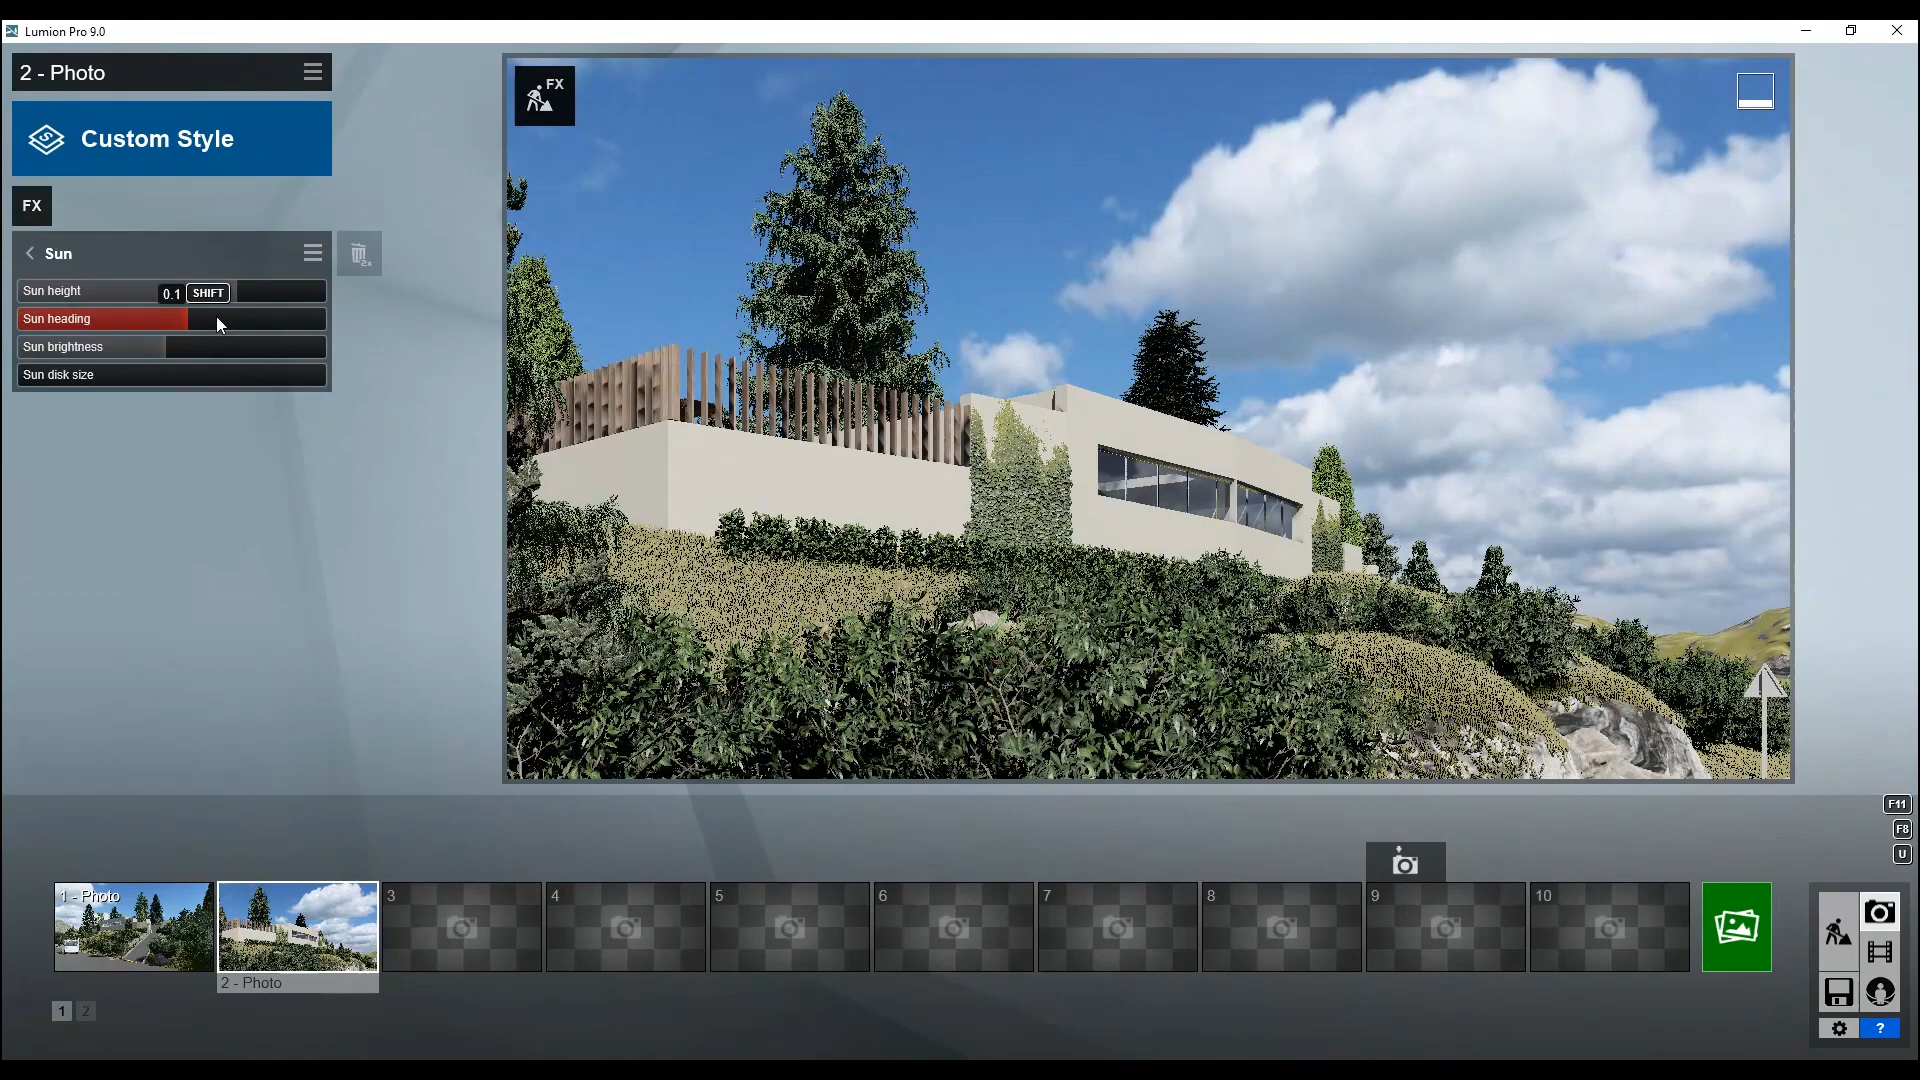 Lumion Pro 9.0
2 - Photo
Custom Style
FX
FX
Sun
Sun height
0.1 SHIFT
Sun heading
Sun brightness
Sun disk size
F11
F8
U
1 - Photo
3
4
5
6
7
8
9
10
2 - Photo
1 2
?